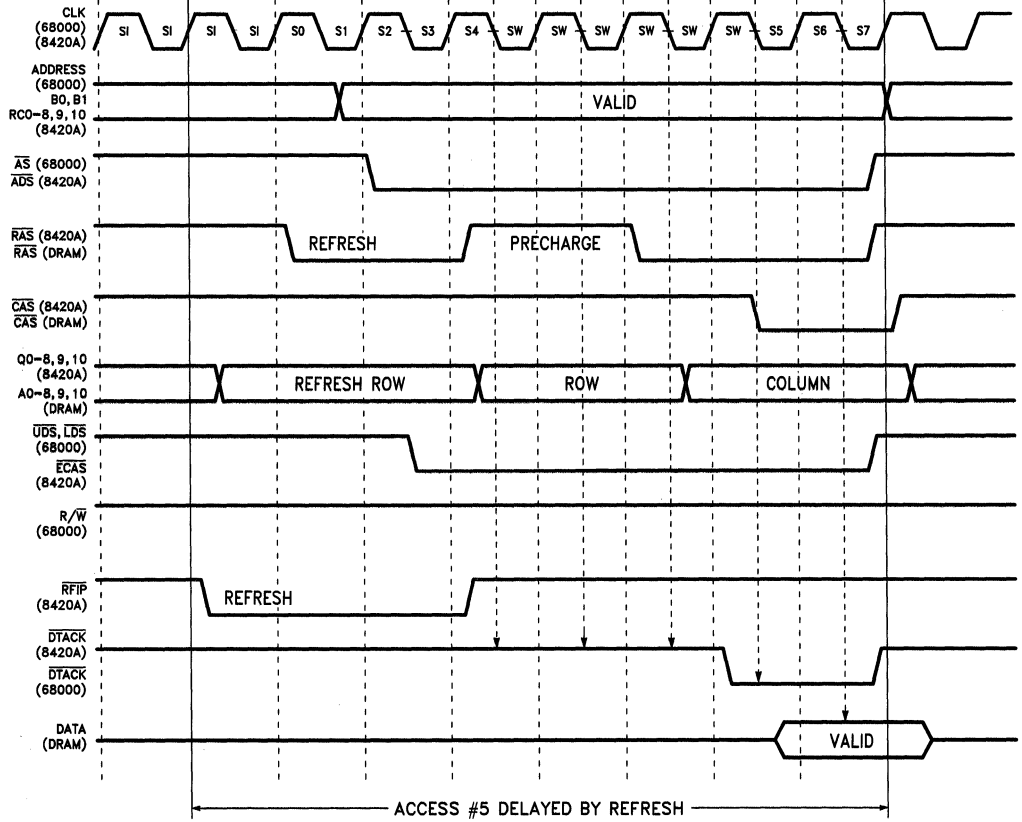 CLK
(68000)
(8420A)
SI SI SI SI S0 S1 S2 S3 S4 SW SW SW SW SW SW S5 S6 S7
ADDRESS
(68000)
B0, B1
RC0-8,9,10
(8420A)
VALID
AS (68000)
ADS (8420A)
RAS (8420A)
RAS (DRAM)
REFRESH PRECHARGE
CAS (8420A)
CAS (DRAM)
Q0-8,9,10
(8420A)
A0-8,9,10
(DRAM)
REFRESH ROW ROW COLUMN
UDS, LDS
(68000)
ECAS
(8420A)
R/W
(68000)
RFIP
(8420A)
REFRESH
DTACK
(8420A)
DTACK
(68000)
DATA
(DRAM)
VALID
ACCESS #5 DELAYED BY REFRESH